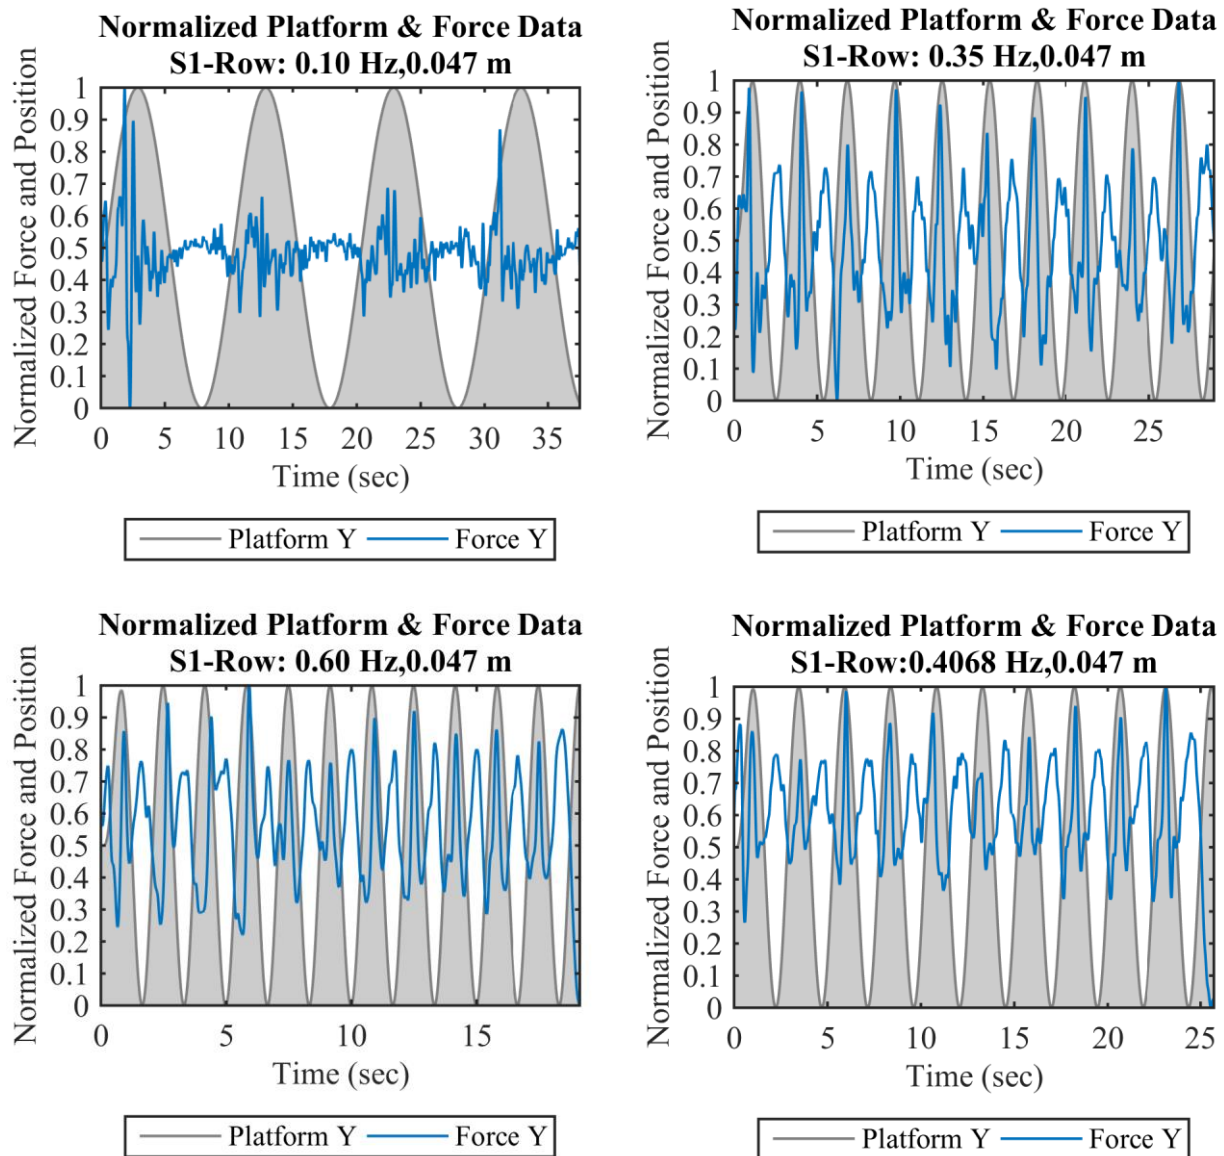 Normalized Platform & Force Data
S1-Row: 0.10 Hz,0.047 m
Normalized Force and Position
1
0.9
0.8
0.7
0.6
0.5
0.4
0.3
0.2
0.1
0
0 5 10 15 20 25 30 35
Time (sec)
Platform Y Force Y
Normalized Platform & Force Data
S1-Row: 0.35 Hz,0.047 m
Normalized Force and Position
1
0.9
0.8
0.7
0.6
0.5
0.4
0.3
0.2
0.1
0
0 5 10 15 20 25
Time (sec)
Platform Y Force Y
Normalized Platform & Force Data
S1-Row: 0.60 Hz,0.047 m
Normalized Force and Position
1
0.9
0.8
0.7
0.6
0.5
0.4
0.3
0.2
0.1
0
0 5 10 15
Time (sec)
Platform Y Force Y
Normalized Platform & Force Data
S1-Row:0.4068 Hz,0.047 m
Normalized Force and Position
1
0.9
0.8
0.7
0.6
0.5
0.4
0.3
0.2
0.1
0
0 5 10 15 20 25
Time (sec)
Platform Y Force Y